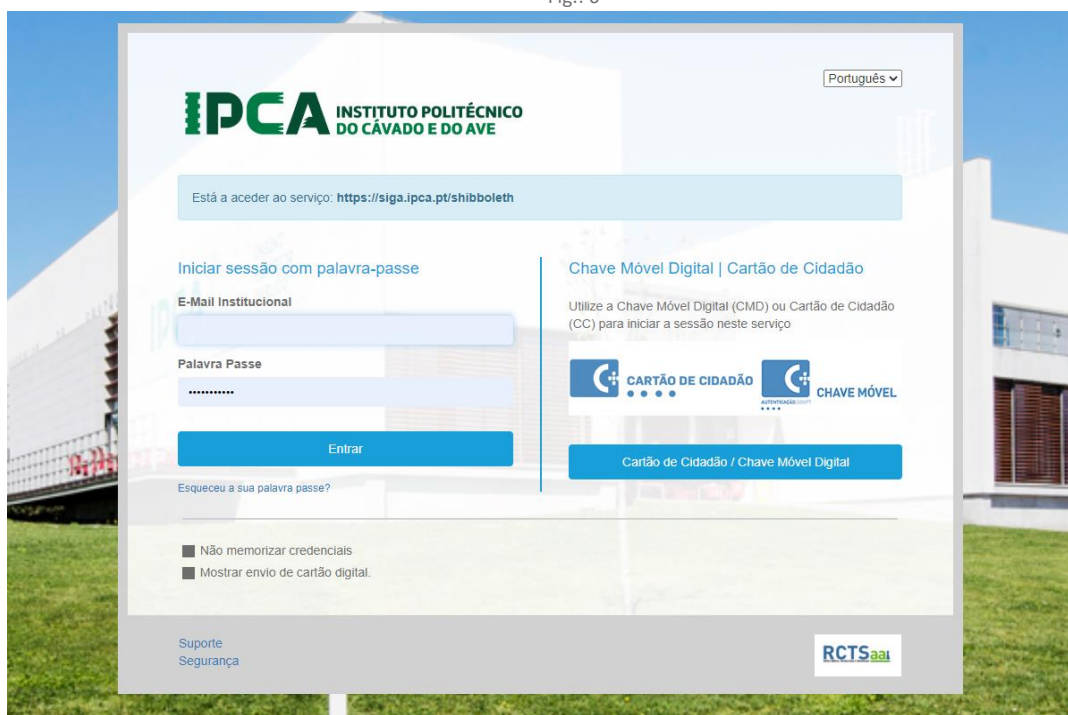 Português
IPCA INSTITUTO POLITÉCNICO
DO CÁVADO E DO AVE
Está a aceder ao serviço: https://siga.ipca.pt/shibboleth
Iniciar sessão com palavra-passe
E-Mail Institucional
Palavra Passe
•••••••••••
Entrar
Esqueceu a sua palavra passe?
Chave Móvel Digital | Cartão de Cidadão
Utilize a Chave Móvel Digital (CMD) ou Cartão de Cidadão
(CC) para iniciar a sessão neste serviço
CARTÃO DE CIDADÃO
CHAVE MÓVEL
Cartão de Cidadão / Chave Móvel Digital
Não memorizar credenciais
Mostrar envio de cartão digital.
Suporte
Segurança
RCTSaai